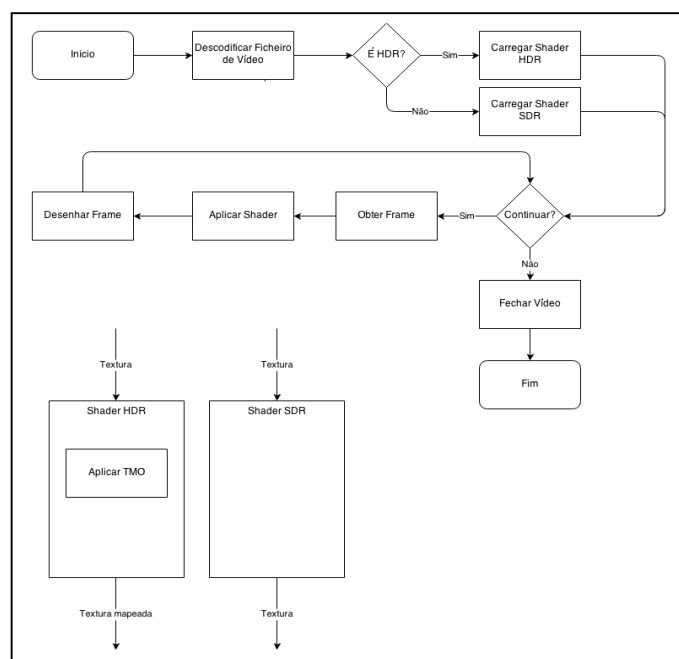 Inicio
Descodificar Ficheiro
de Vídeo
É HDR?
Sim
Carregar Shader
HDR
Não
Carregar Shader
SDR
Desenhar Frame
Aplicar Shader
Obter Frame
Sim
Continuar?
Não
Fechar Vídeo
Fim
Textura
Textura
Shader HDR
Shader SDR
Aplicar TMO
Textura mapeada
Textura